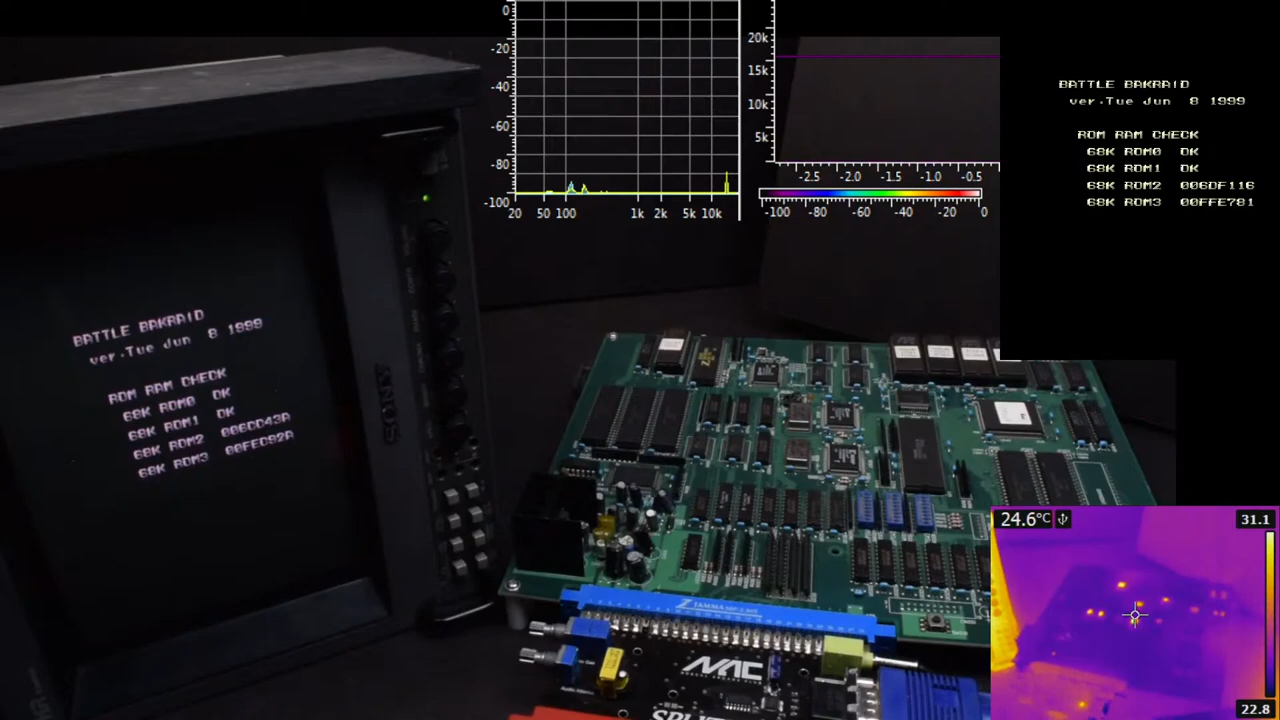 0
-20
-40
-60
-80
-100
20 50 100 1k 2k 5k 10k
20k
15k
10k
5k
-2.5 -2.0 -1.5 -1.0 -0.5
-100 -80 -60 -40 -20 0
BATTLE BAKRAID
ver.Tue Jun 8 1999
ROM RAM CHECK
68K ROM0 OK
68K ROM1 OK
68K ROM2 006DF116
68K ROM3 00FFE781
BATTLE BAKRAID
ver.Tue Jun 8 1999
ROM RAM CHECK
68K ROM0 OK
68K ROM1 OK
68K ROM2 006DD43A
68K ROM3
SONY
JAMMA
24.6°C
31.1
22.8